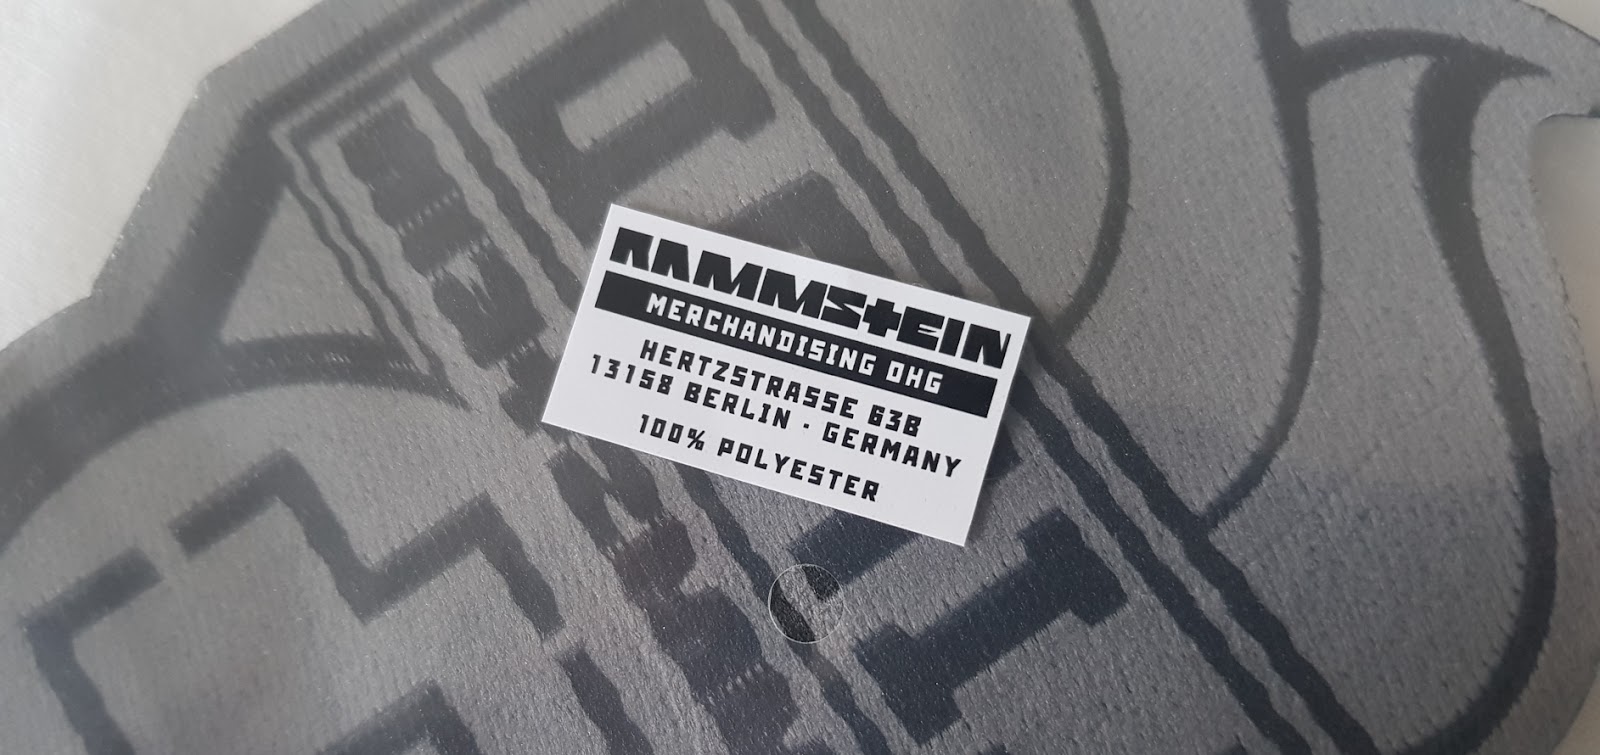 RAMMSTEIN
MERCHANDISING OHG
HERTZSTRASSE 63B
13158 BERLIN · GERMANY
100% POLYESTER